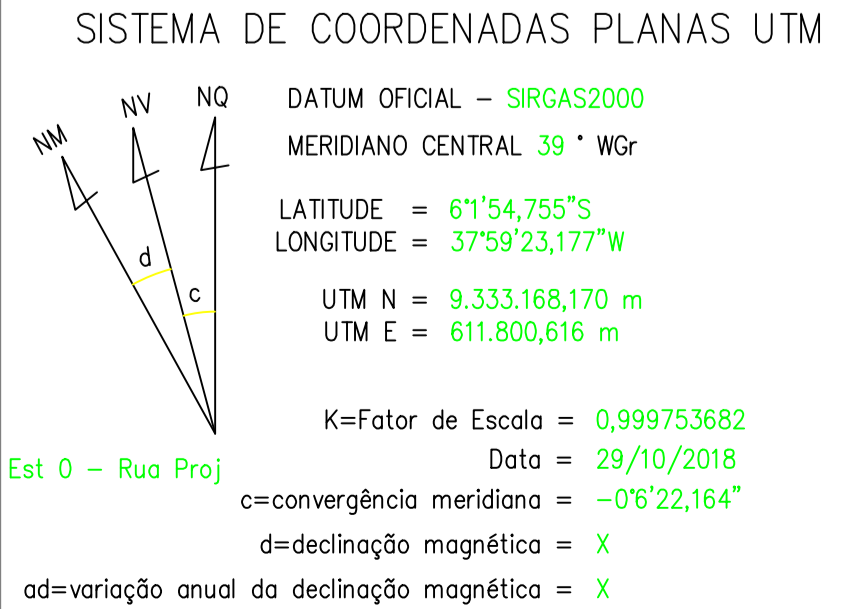 SISTEMA DE COORDENADAS PLANAS UTM
NM NV NQ
DATUM OFICIAL – SIRGAS2000
MERIDIANO CENTRAL 39 ° WGr
LATITUDE = 6°1'54,755"S
LONGITUDE = 37°59'23,177"W
d
c
UTM N = 9.333.168,170 m
UTM E = 611.800,616 m
K=Fator de Escala = 0,999753682
Est 0 – Rua Proj
Data = 29/10/2018
c=convergência meridiana = –0°6'22,164"
d=declinação magnética = X
ad=variação anual da declinação magnética = X